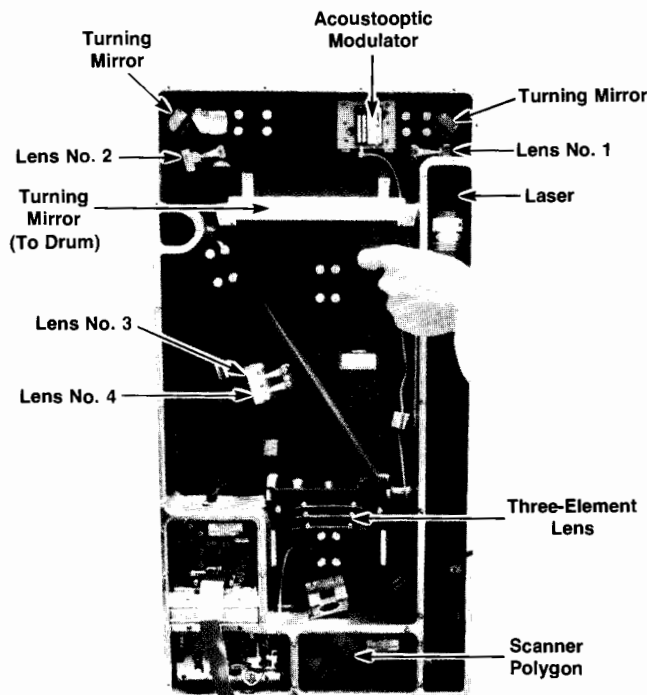 Acoustooptic
Modulator
Turning
Mirror
Turning Mirror
Lens No. 2
Lens No. 1
Laser
Turning
Mirror
(To Drum)
Lens No. 3
Lens No. 4
Three-Element
Lens
Scanner
Polygon